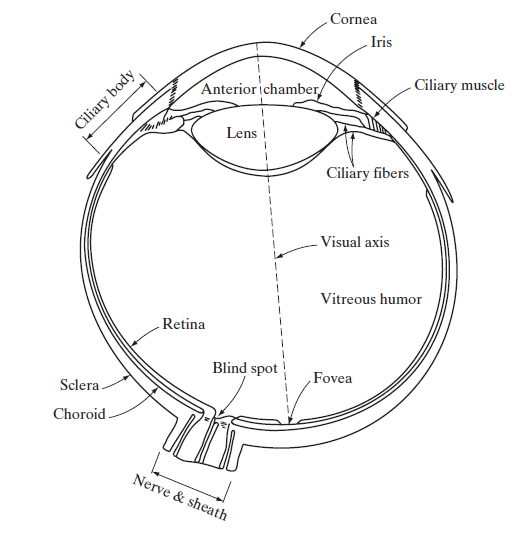 Cornea
Iris
Ciliary body
Anterior chamber
Ciliary muscle
Lens
Ciliary fibers
Visual axis
Vitreous humor
Retina
Blind spot
Fovea
Sclera
Choroid
Nerve & sheath